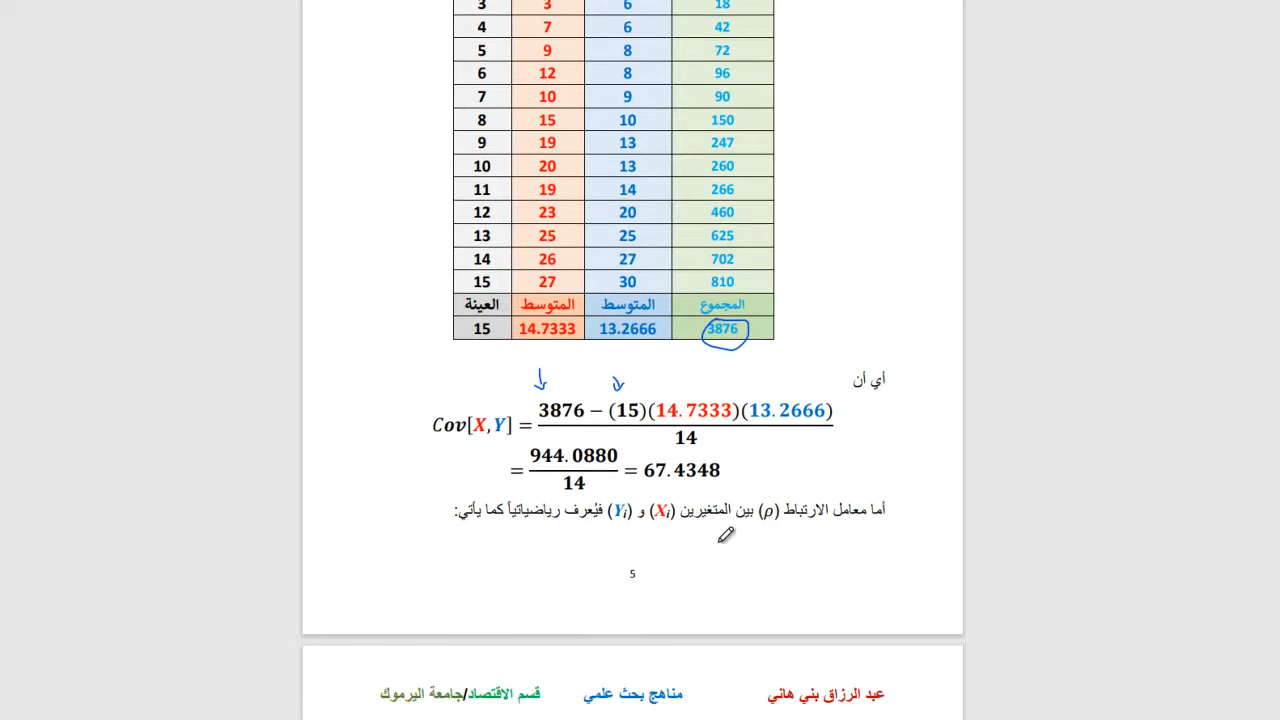 3 3 6 18
4 7 6 42
5 9 8 72
6 12 8 96
7 10 9 90
8 15 10 150
9 19 13 247
10 20 13 260
11 19 14 266
12 23 20 460
13 25 25 625
14 26 27 702
15 27 30 810
العينة المتوسط المتوسط المجموع
15 14.7333 13.2666 3876
أي أن
Cov[X,Y] = 3876 − (15)(14.7333)(13.2666) / 14
= 944.0880 / 14 = 67.4348
أما معامل الارتباط (ρ) بين المتغيرين (Xᵢ) و (Yᵢ) فيُعرف رياضياتياً كما يأتي:
5
عبد الرزاق بني هاني مناهج بحث علمي قسم الاقتصاد/جامعة اليرموك